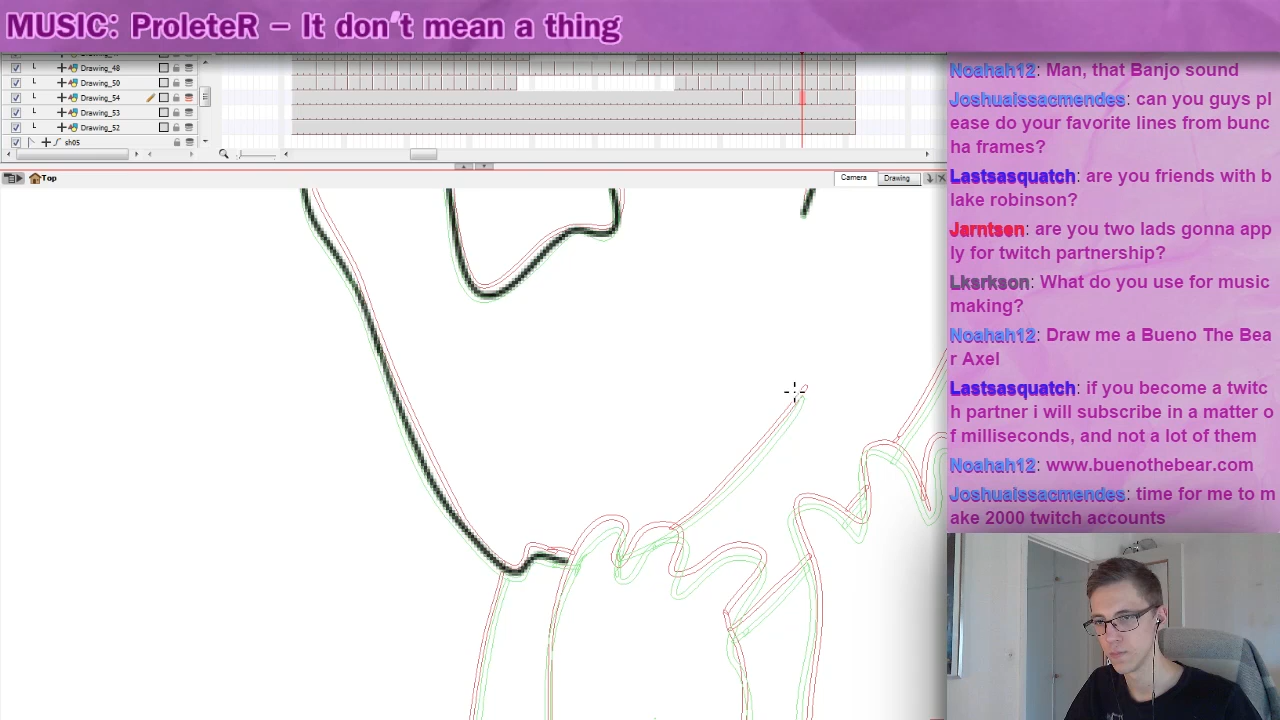 MUSIC: ProleteR – It don't mean a thing
Drawing_48
Drawing_50
Drawing_54
Drawing_53
Drawing_52
sh05
Top
Camera
Drawing
Noahah12: Man, that Banjo sound
Joshuaissacmendes: can you guys pl
ease do your favorite lines from bunc
ha frames?
Lastsasquatch: are you friends with b
lake robinson?
Jarntsen: are you two lads gonna app
ly for twitch partnership?
Lksrkson: What do you use for music
making?
Noahah12: Draw me a Bueno The Bea
r Axel
Lastsasquatch: if you become a twitc
h partner i will subscribe in a matter o
f milliseconds, and not a lot of them
Noahah12: www.buenothebear.com
Joshuaissacmendes: time for me to m
ake 2000 twitch accounts